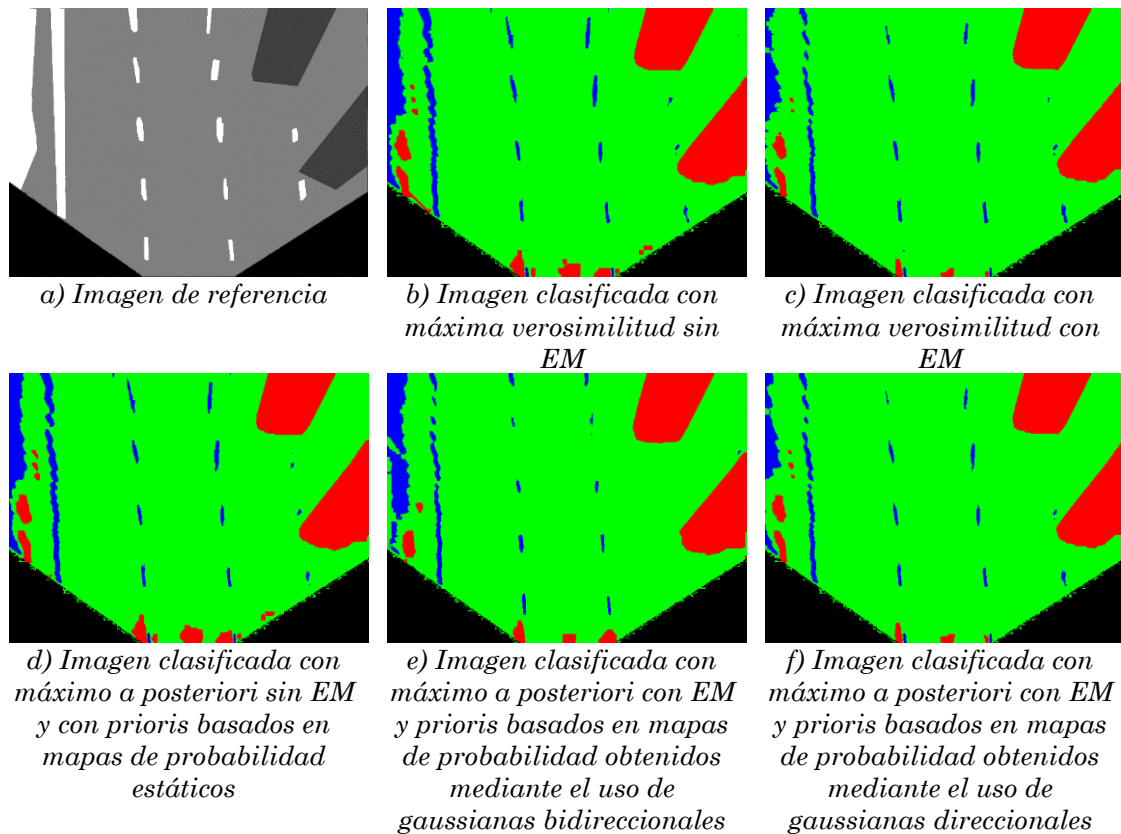 a) Imagen de referencia
b) Imagen clasificada con
máxima verosimilitud sin
EM
c) Imagen clasificada con
máxima verosimilitud con
EM
d) Imagen clasificada con
máximo a posteriori sin EM
y con prioris basados en
mapas de probabilidad
estáticos
e) Imagen clasificada con
máximo a posteriori con EM
y prioris basados en mapas
de probabilidad obtenidos
mediante el uso de
gaussianas bidireccionales
f) Imagen clasificada con
máximo a posteriori con EM
y prioris basados en mapas
de probabilidad obtenidos
mediante el uso de
gaussianas direccionales